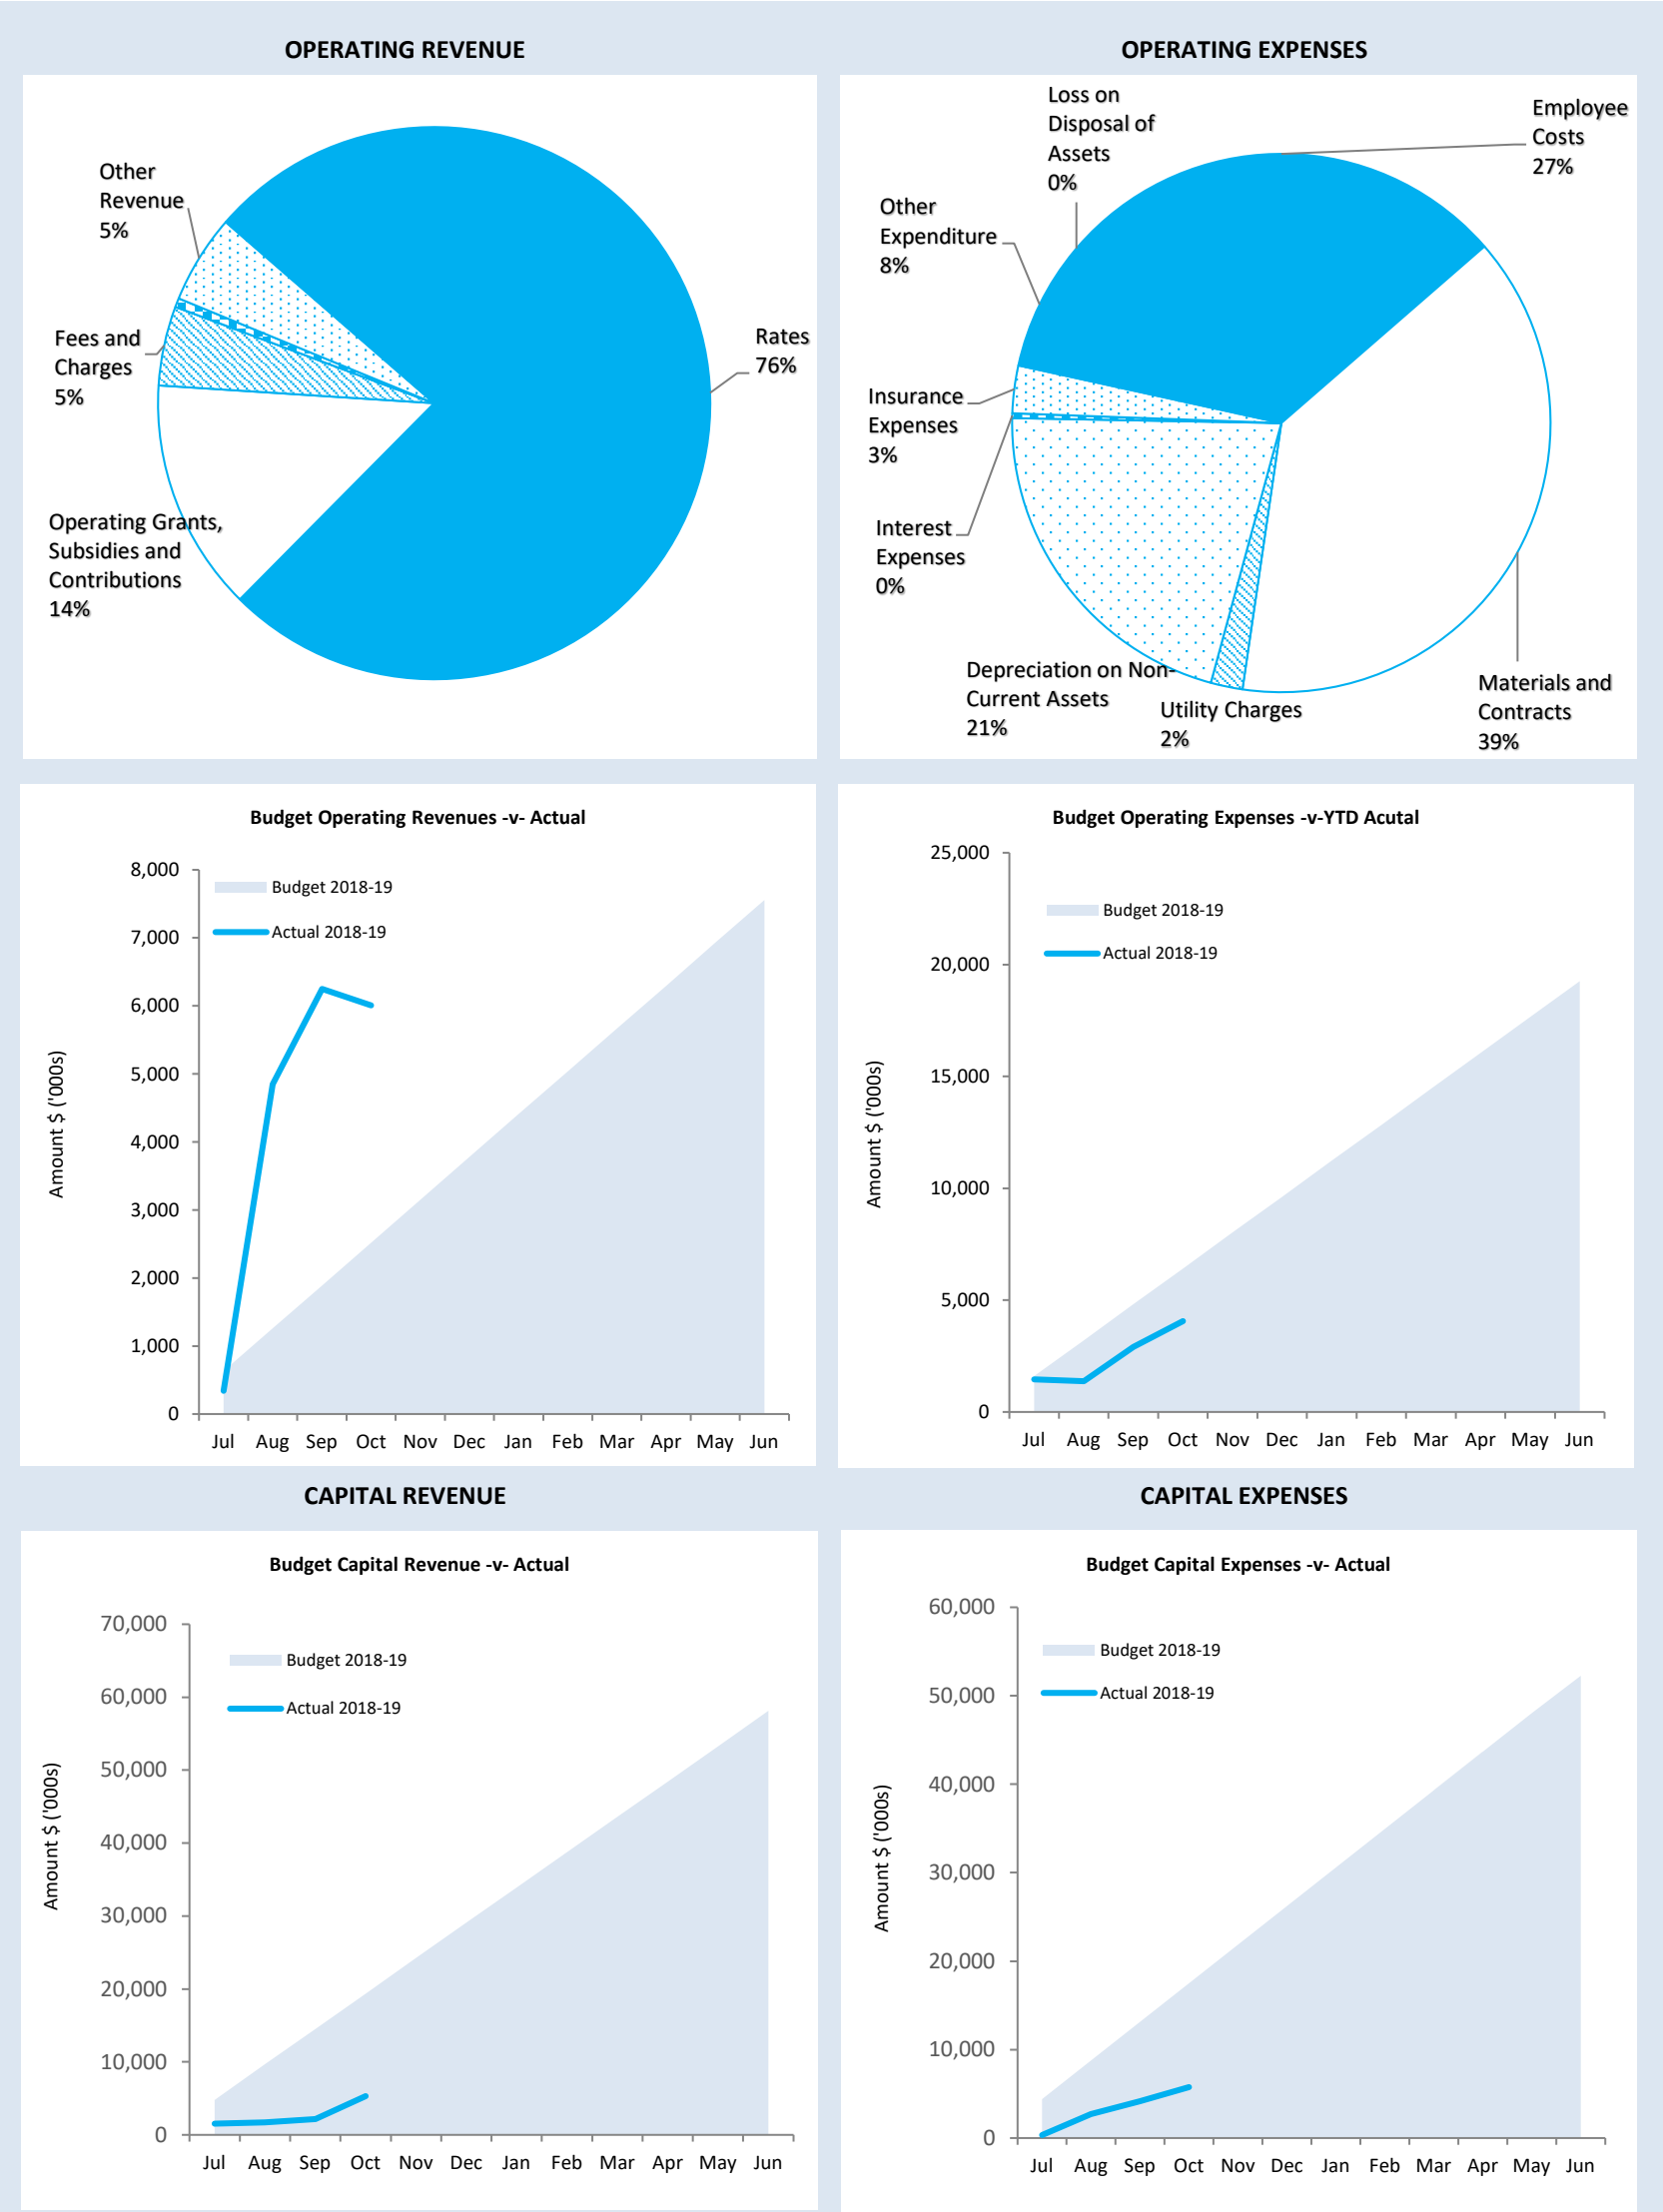 OPERATING REVENUE
Other
Revenue
5%
Fees and
Charges
5%
Operating Grants,
Subsidies and
Contributions
14%
Rates
76%
OPERATING EXPENSES
Loss on
Disposal of
Assets
0%
Employee
Costs
27%
Other
Expenditure
8%
Insurance
Expenses
3%
Interest
Expenses
0%
Depreciation on Non-
Current Assets
21%
Utility Charges
2%
Materials and
Contracts
39%
Budget Operating Revenues -v- Actual
Amount $ ('000s)
8,000
7,000
6,000
5,000
4,000
3,000
2,000
1,000
0
Budget 2018-19
Actual 2018-19
Jul Aug Sep Oct Nov Dec Jan Feb Mar Apr May Jun
Budget Operating Expenses -v-YTD Acutal
Amount $ ('000s)
25,000
20,000
15,000
10,000
5,000
0
Budget 2018-19
Actual 2018-19
Jul Aug Sep Oct Nov Dec Jan Feb Mar Apr May Jun
CAPITAL REVENUE
Budget Capital Revenue -v- Actual
Amount $ ('000s)
70,000
60,000
50,000
40,000
30,000
20,000
10,000
0
Budget 2018-19
Actual 2018-19
Jul Aug Sep Oct Nov Dec Jan Feb Mar Apr May Jun
CAPITAL EXPENSES
Budget Capital Expenses -v- Actual
Amount $ ('000s)
60,000
50,000
40,000
30,000
20,000
10,000
0
Budget 2018-19
Actual 2018-19
Jul Aug Sep Oct Nov Dec Jan Feb Mar Apr May Jun